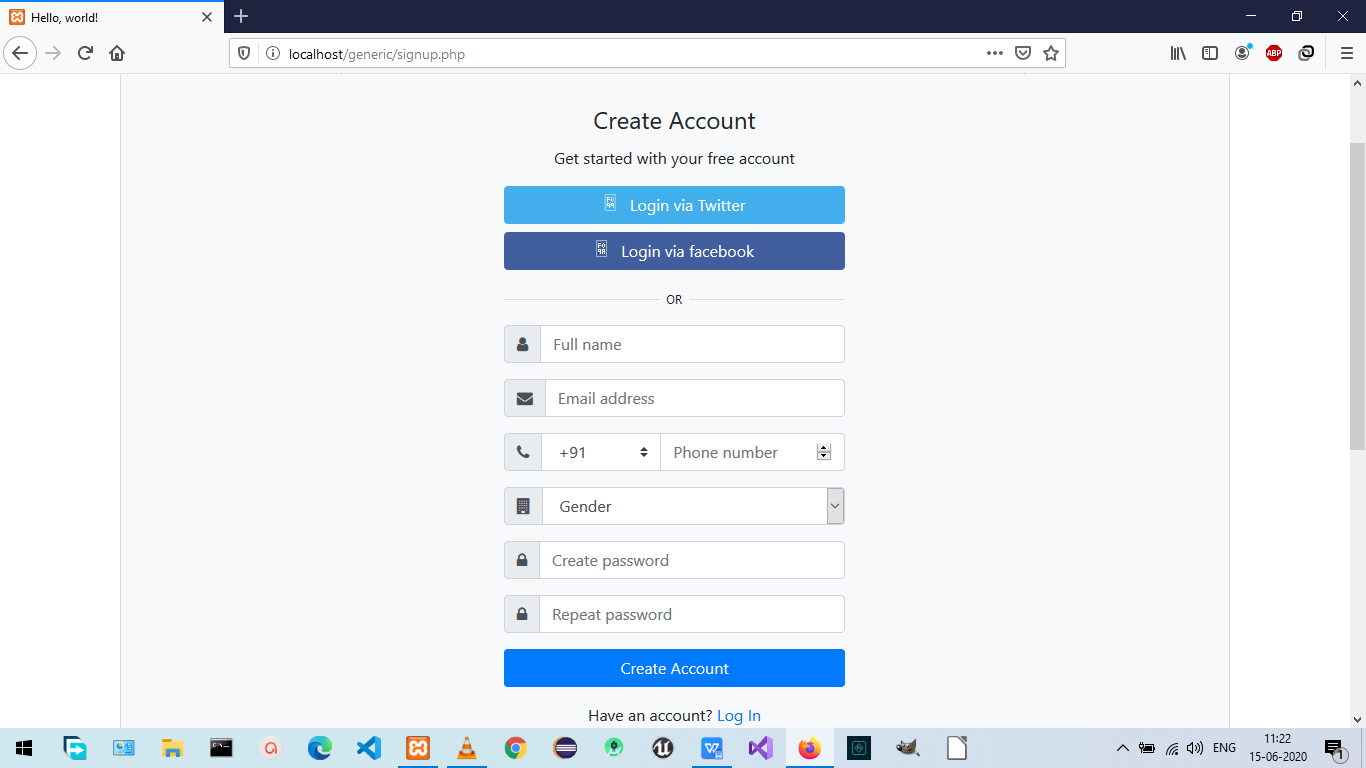 Hello, world!
localhost/generic/signup.php
ABP
Create Account
Get started with your free account
Login via Twitter
Login via facebook
OR
Full name
Email address
+91
Phone number
Gender
Create password
Repeat password
Create Account
Have an account? Log In
ENG
11:22
15-06-2020
1